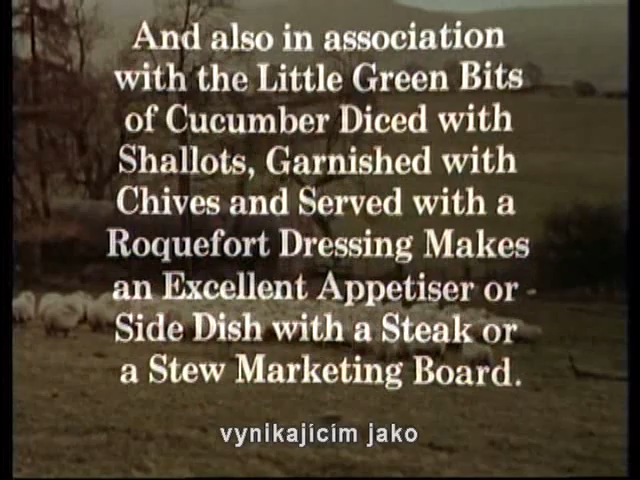 And also in association
with the Little Green Bits
of Cucumber Diced with
Shallots, Garnished with
Chives and Served with a
Roquefort Dressing Makes
an Excellent Appetiser or -
Side Dish with a Steak or
a Stew Marketing Board.
vynikajícím jako